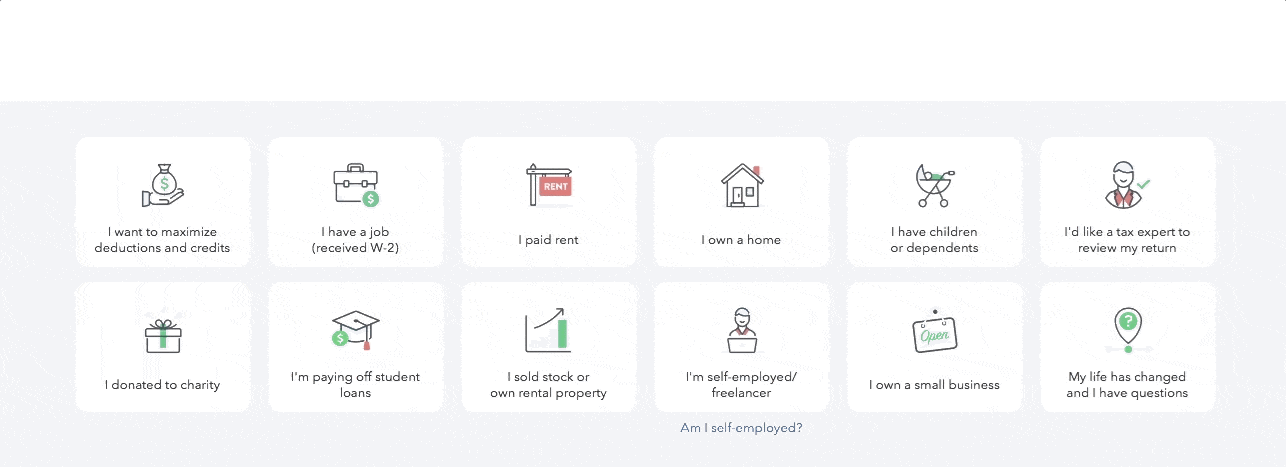 $
I want to maximize
deductions and credits
$
I have a job
(received W-2)
RENT
I paid rent
I own a home
I have children
or dependents
I'd like a tax expert to
review my return
I donated to charity
$
I'm paying off student
loans
I sold stock or
own rental property
I'm self-employed/
freelancer
Open
I own a small business
?
My life has changed
and I have questions
Am I self-employed?